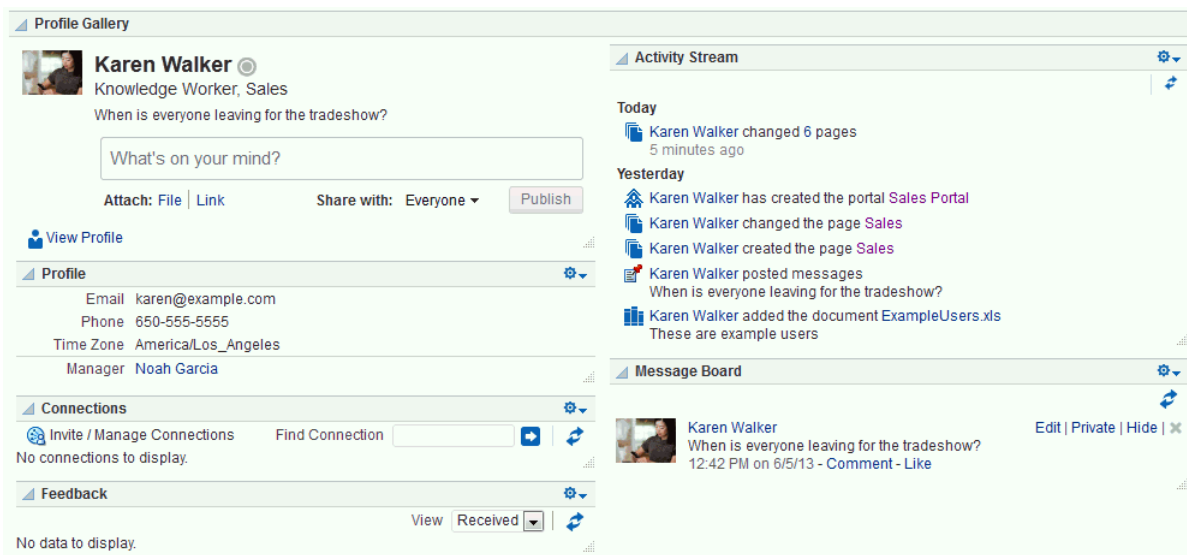 Profile Gallery
Karen Walker
Knowledge Worker, Sales
When is everyone leaving for the tradeshow?
What's on your mind?
Attach: File | Link Share with: Everyone Publish
View Profile
Profile
Email karen@example.com
Phone 650-555-5555
Time Zone America/Los_Angeles
Manager Noah Garcia
Connections
Invite / Manage Connections Find Connection
No connections to display.
Feedback
View Received
No data to display.
Activity Stream
Today
Karen Walker changed 6 pages
5 minutes ago
Yesterday
Karen Walker has created the portal Sales Portal
Karen Walker changed the page Sales
Karen Walker created the page Sales
Karen Walker posted messages
When is everyone leaving for the tradeshow?
Karen Walker added the document ExampleUsers.xls
These are example users
Message Board
Karen Walker Edit | Private | Hide |
When is everyone leaving for the tradeshow?
12:42 PM on 6/5/13 - Comment - Like